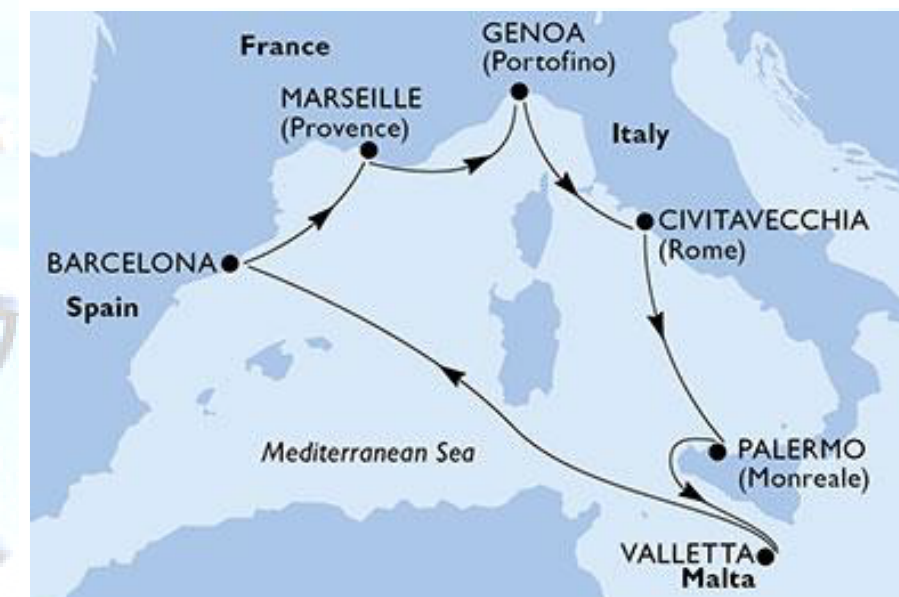 France
GENOA
(Portofino)
MARSEILLE
(Provence)
Italy
CIVITAVECCHIA
(Rome)
BARCELONA
Spain
Mediterranean Sea
PALERMO
(Monreale)
VALLETTA
Malta